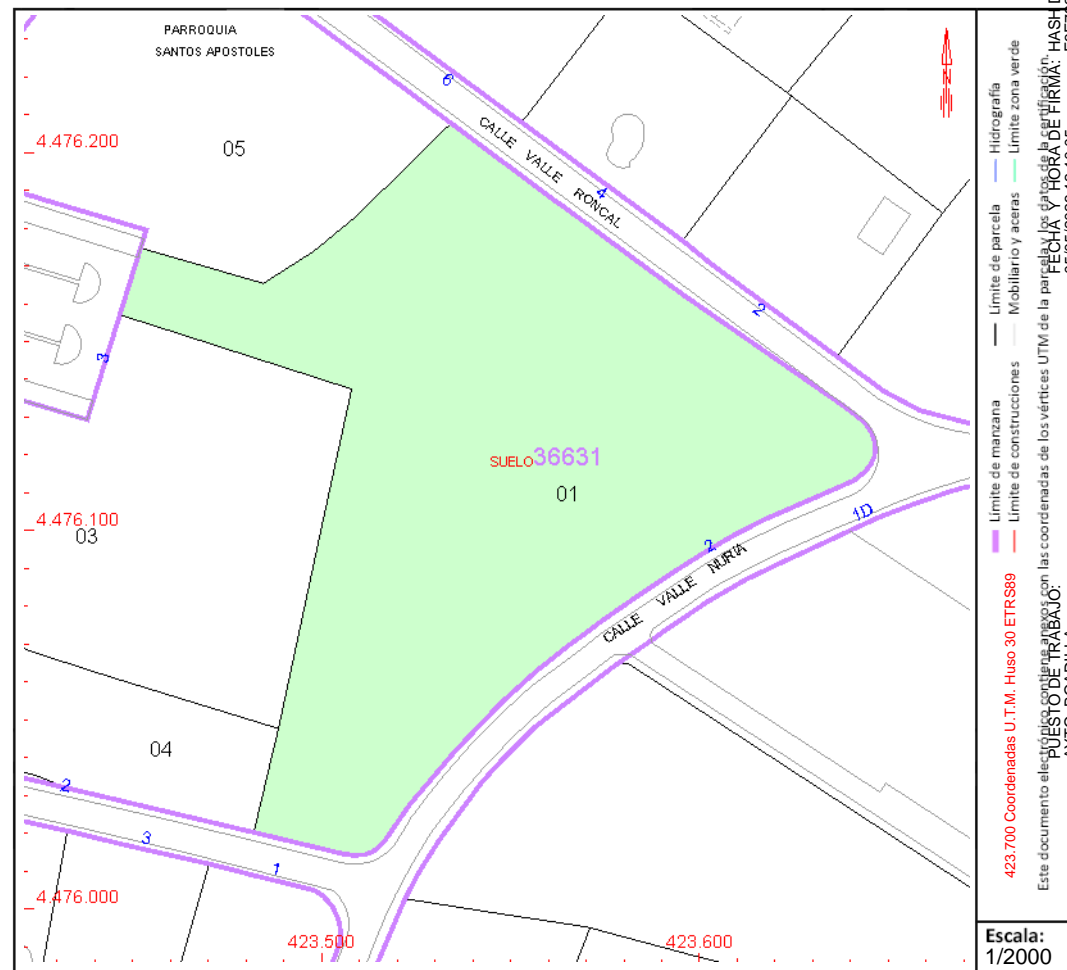 PARROQUIA
SANTOS APOSTOLES
05
6
CALLE VALLE RONCAL
4
2
N
4.476.200
3
SUELO 36631
01
4.476.100
03
2
1D
CALLE VALLE NURIA
04
2
3
1
4.476.000
423.500
423.600
423.700 Coordenadas U.T.M. Huso 30 ETRS89
Límite de manzana
Límite de parcela
Hidrografía
Límite de construcciones
Mobiliario y aceras
Límite zona verde
Este documento electrónico contiene anexos con las coordenadas de los vértices UTM de la parcela y los datos de la certificación.
PUESTO DE TRABAJO:
FECHA Y HORA DE FIRMA:
HASH
Escala:
1/2000